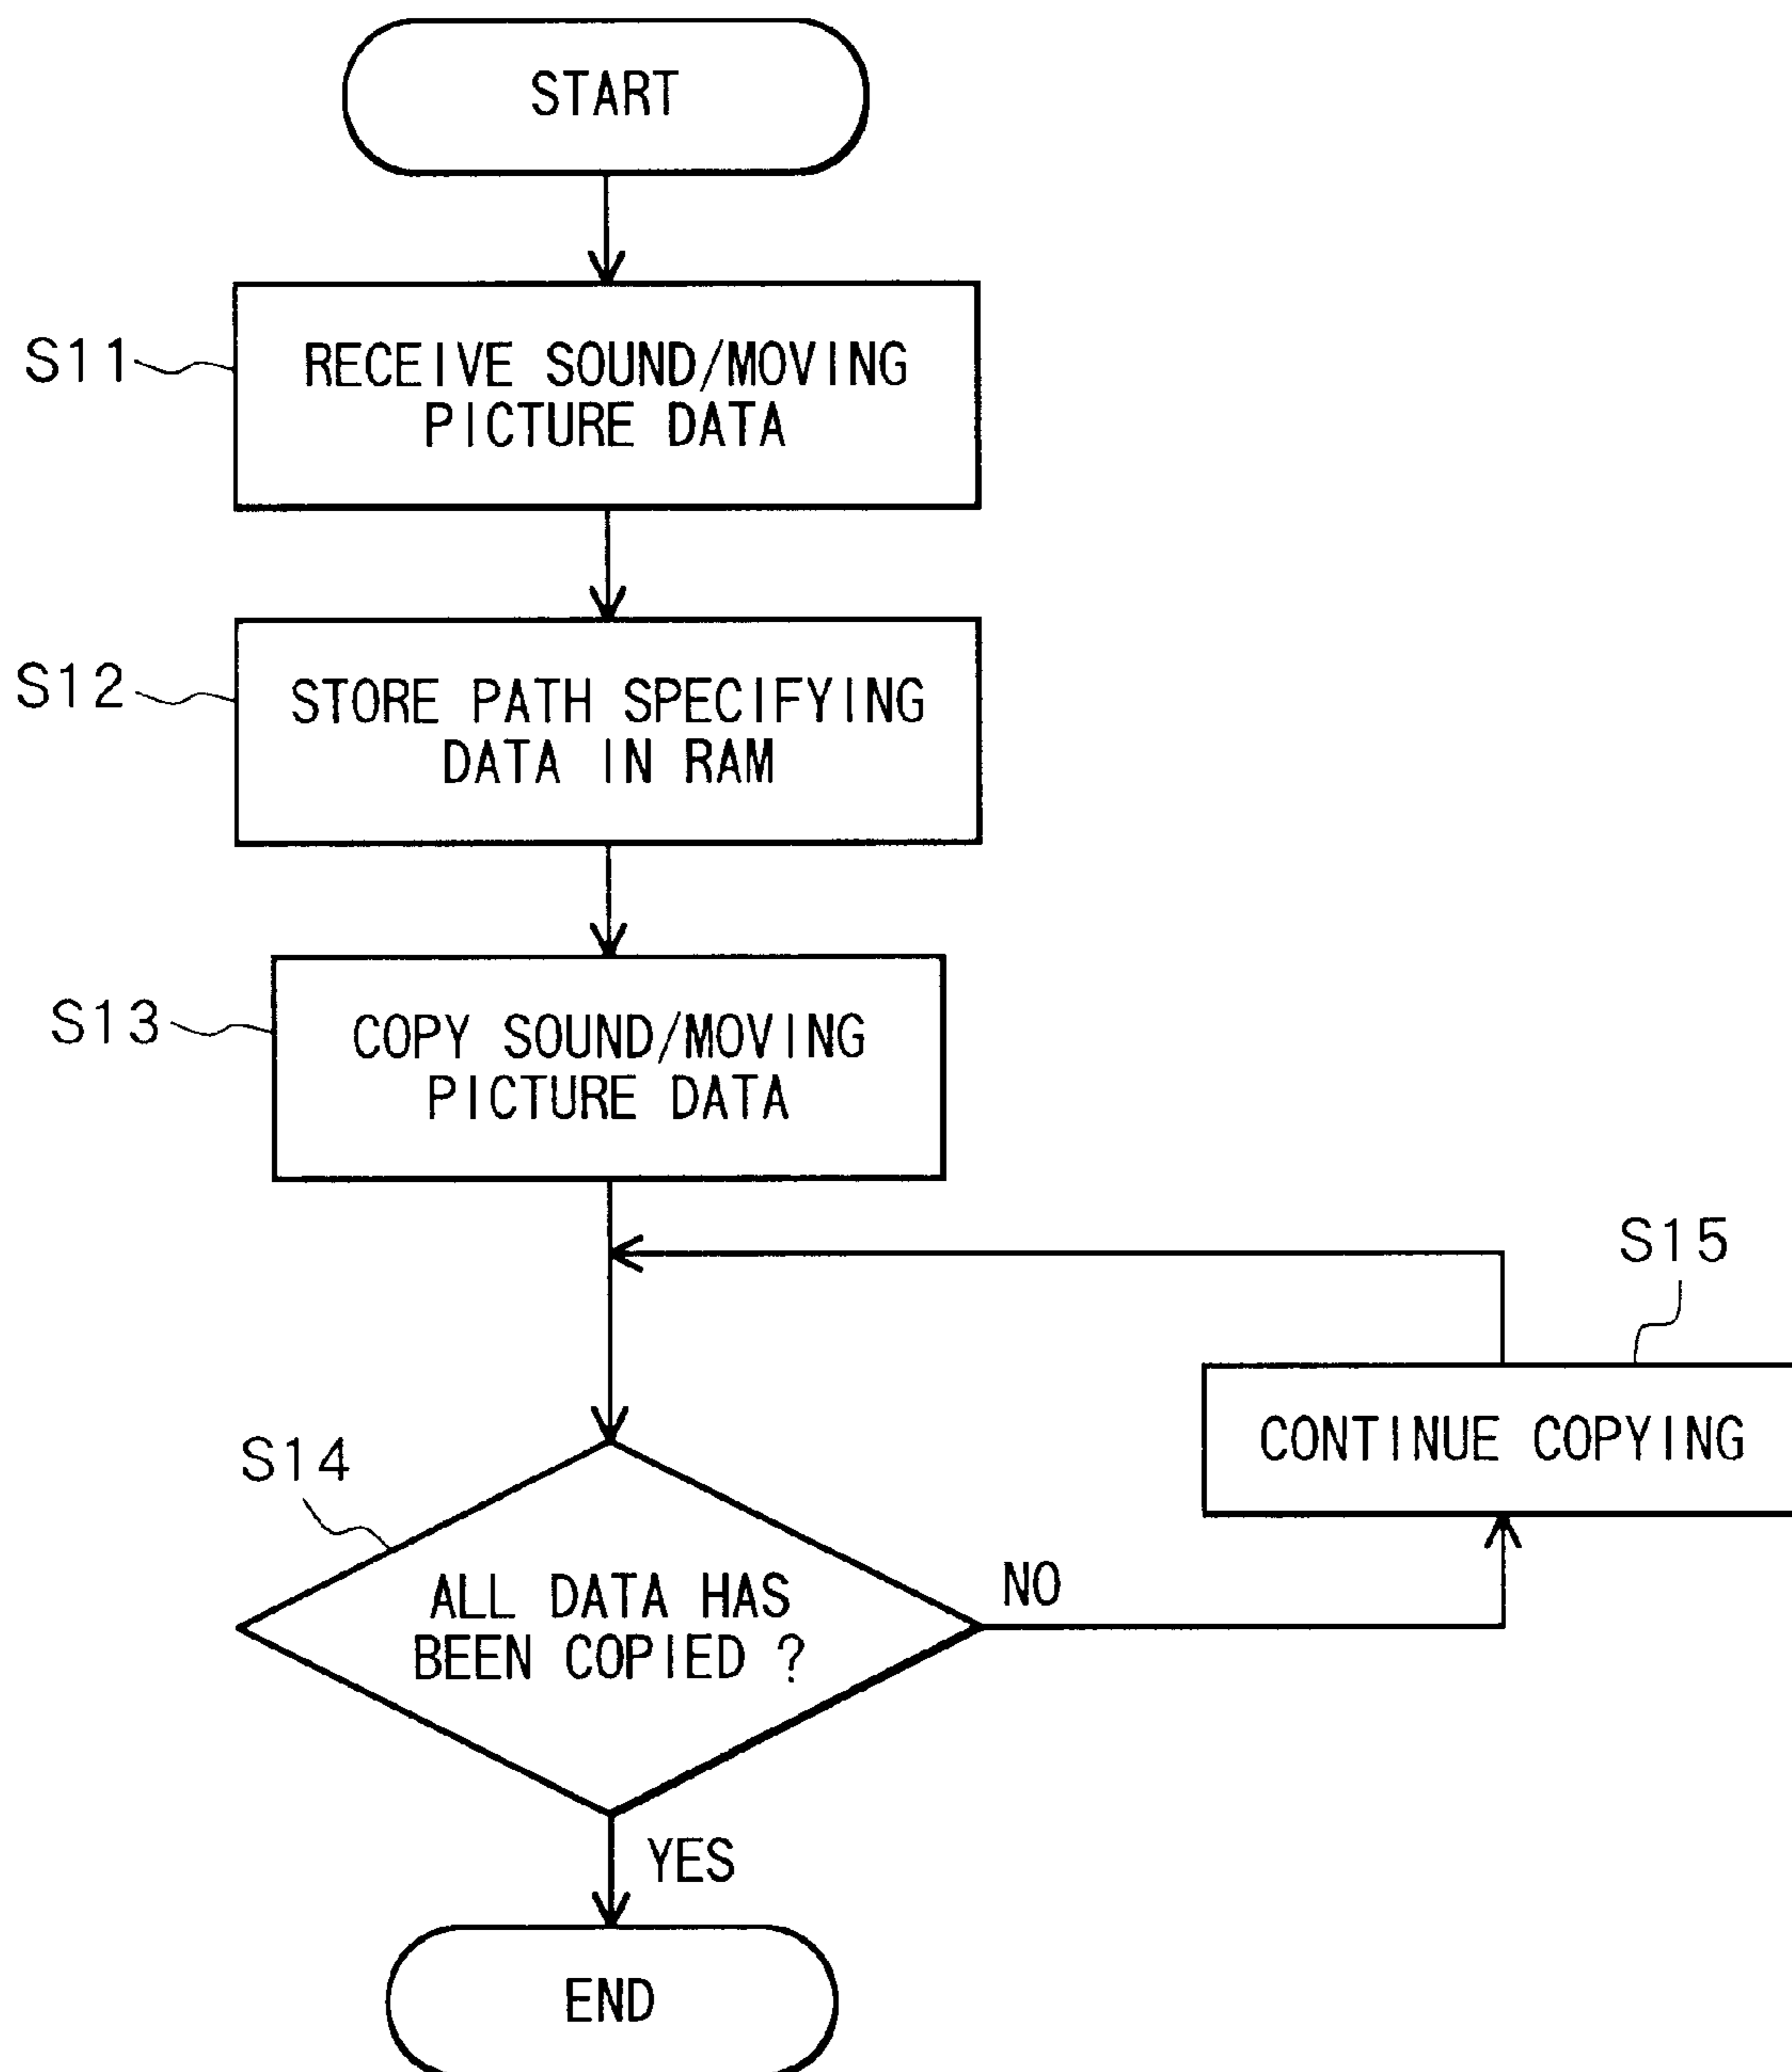 START
S11
RECEIVE SOUND/MOVING
PICTURE DATA
S12
STORE PATH SPECIFYING
DATA IN RAM
S13
COPY SOUND/MOVING
PICTURE DATA
S15
CONTINUE COPYING
S14
ALL DATA HAS
BEEN COPIED ?
NO
YES
END